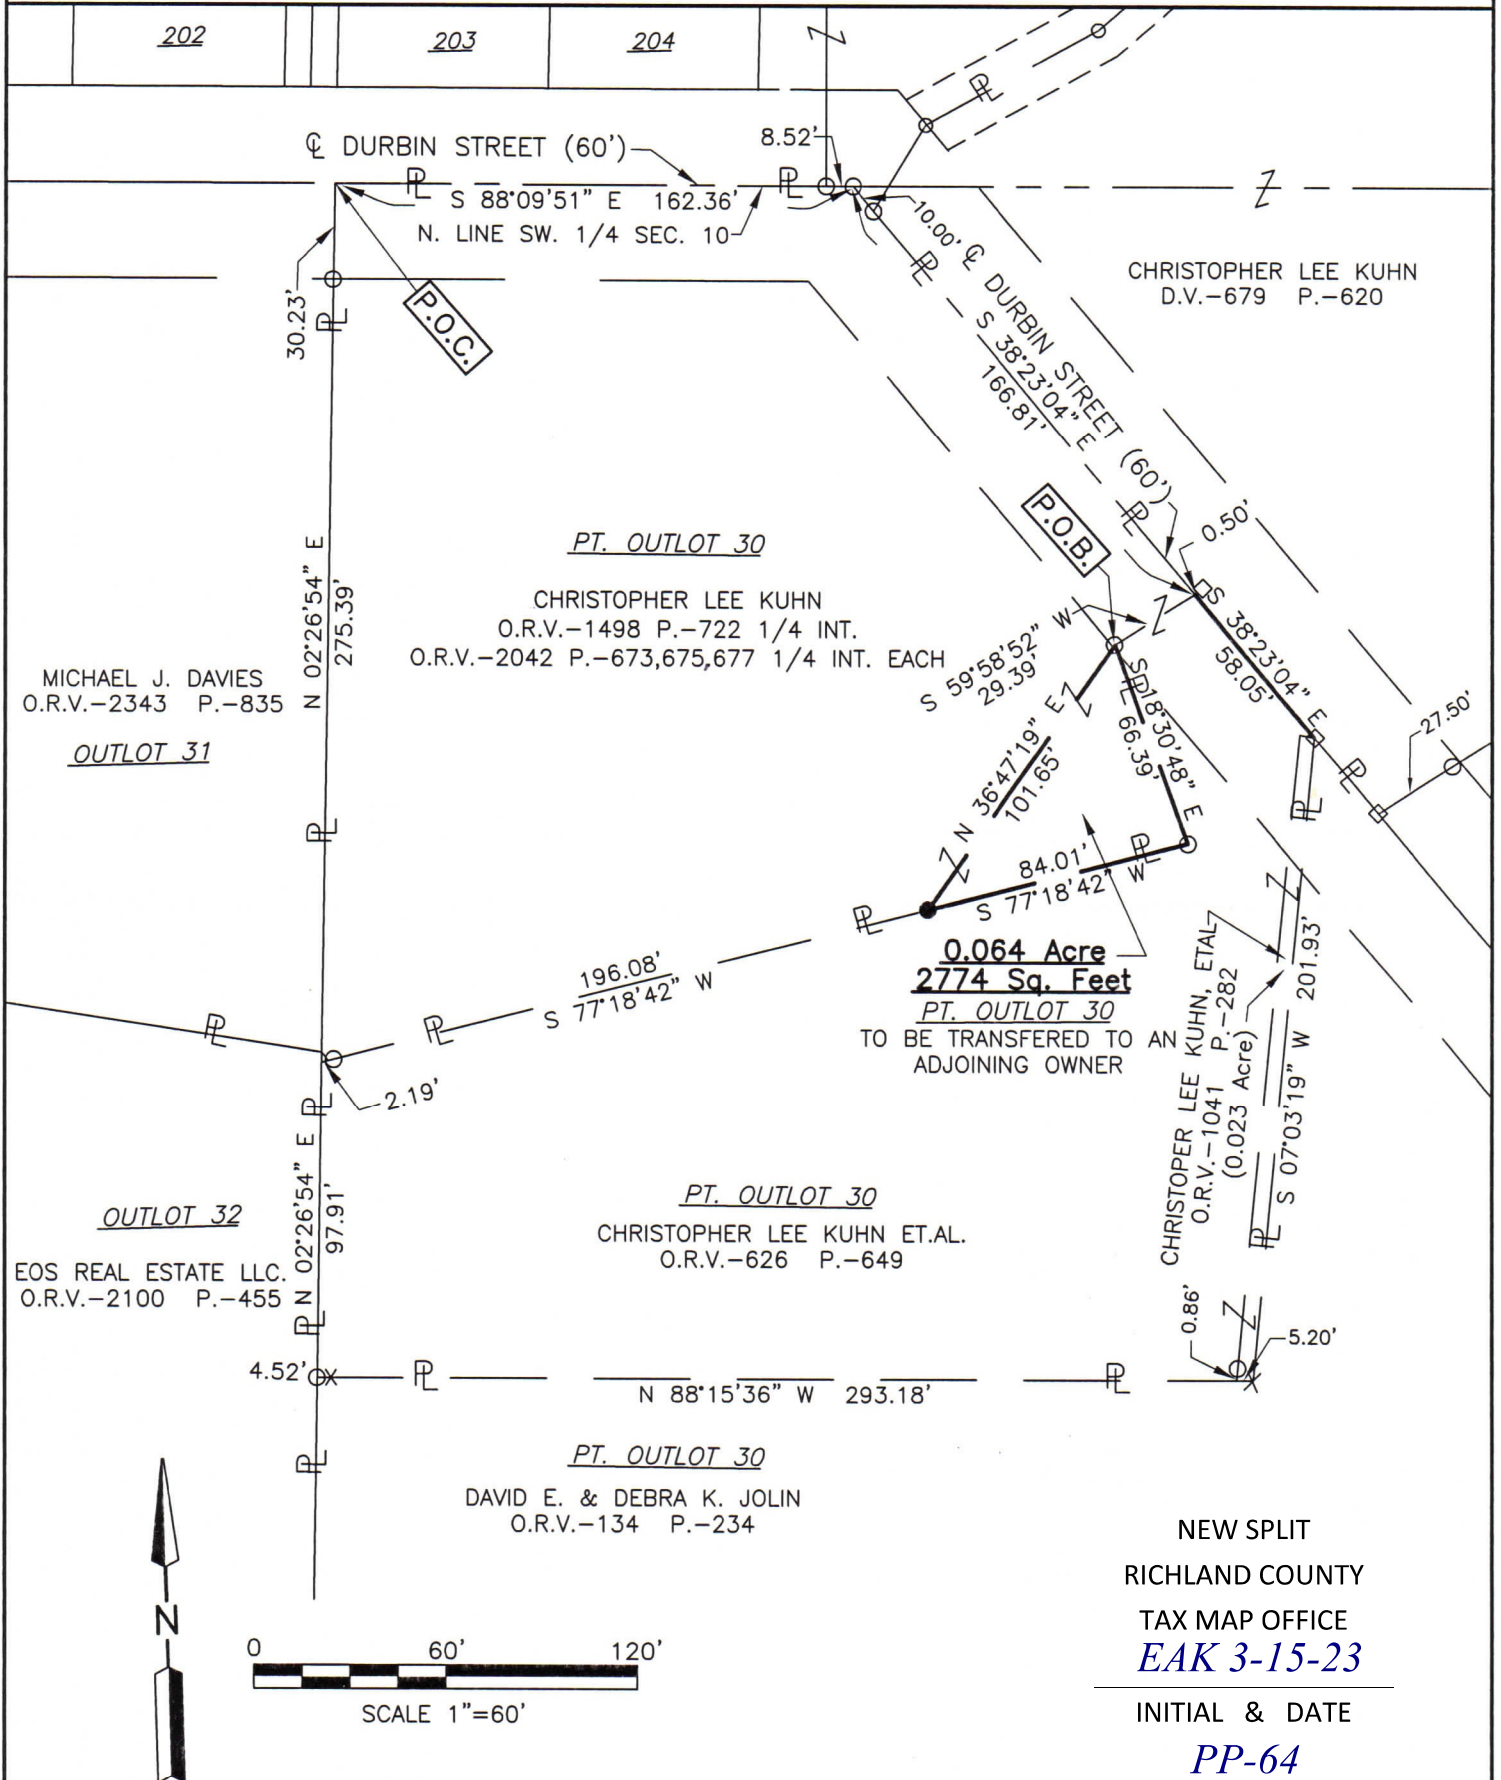 202
203
204
℄ DURBIN STREET (60')
8.52'
S 88°09'51" E 162.36'
N. LINE SW. 1/4 SEC. 10
10.00'
℄ DURBIN STREET (60')
S 38°23'04" E
166.81'
CHRISTOPHER LEE KUHN
D.V.-679 P.-620
30.23'
P.O.C.
P.O.B.
0.50'
PT. OUTLOT 30
CHRISTOPHER LEE KUHN
O.R.V.-1498 P.-722 1/4 INT.
O.R.V.-2042 P.-673,675,677 1/4 INT. EACH
N 02°26'54" E
275.39'
MICHAEL J. DAVIES
O.R.V.-2343 P.-835
OUTLOT 31
S 59°58'52" W
29.39'
S 38°23'04" E
58.05'
27.50'
S 18°30'48" E
66.39'
N 36°47'19" E
101.65'
84.01'
S 77°18'42" W
0.064 Acre
2774 Sq. Feet
PT. OUTLOT 30
TO BE TRANSFERED TO AN
ADJOINING OWNER
196.08'
S 77°18'42" W
2.19'
CHRISTOPER LEE KUHN, ETAL
O.R.V.-1041 P.-282
(0.023 Acre)
S 07°03'19" W 201.93'
OUTLOT 32
EOS REAL ESTATE LLC.
O.R.V.-2100 P.-455
N 02°26'54" E
97.91'
PT. OUTLOT 30
CHRISTOPHER LEE KUHN ET.AL.
O.R.V.-626 P.-649
0.86'
5.20'
4.52'
N 88°15'36" W 293.18'
PT. OUTLOT 30
DAVID E. & DEBRA K. JOLIN
O.R.V.-134 P.-234
N
0 60' 120'
SCALE 1"=60'
NEW SPLIT
RICHLAND COUNTY
TAX MAP OFFICE
EAK 3-15-23
INITIAL & DATE
PP-64